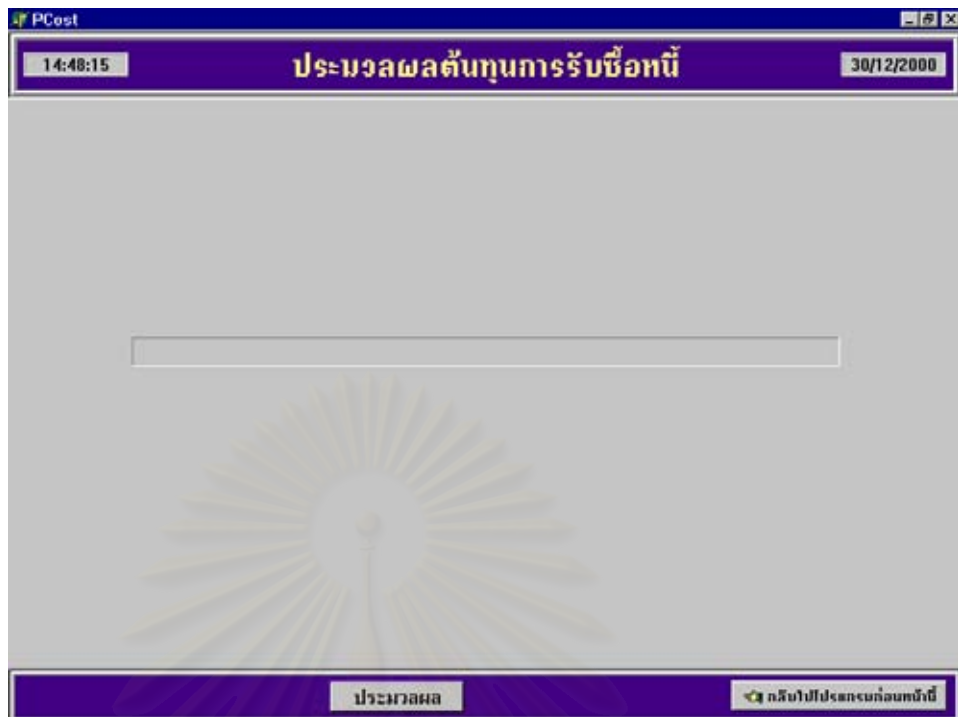 PCost
14:48:15
ประมวลผลต้นทุนการรับซื้อหนี้
30/12/2000
ประมวลผล
กลับไปโปรแกรมก่อนหน้านี้